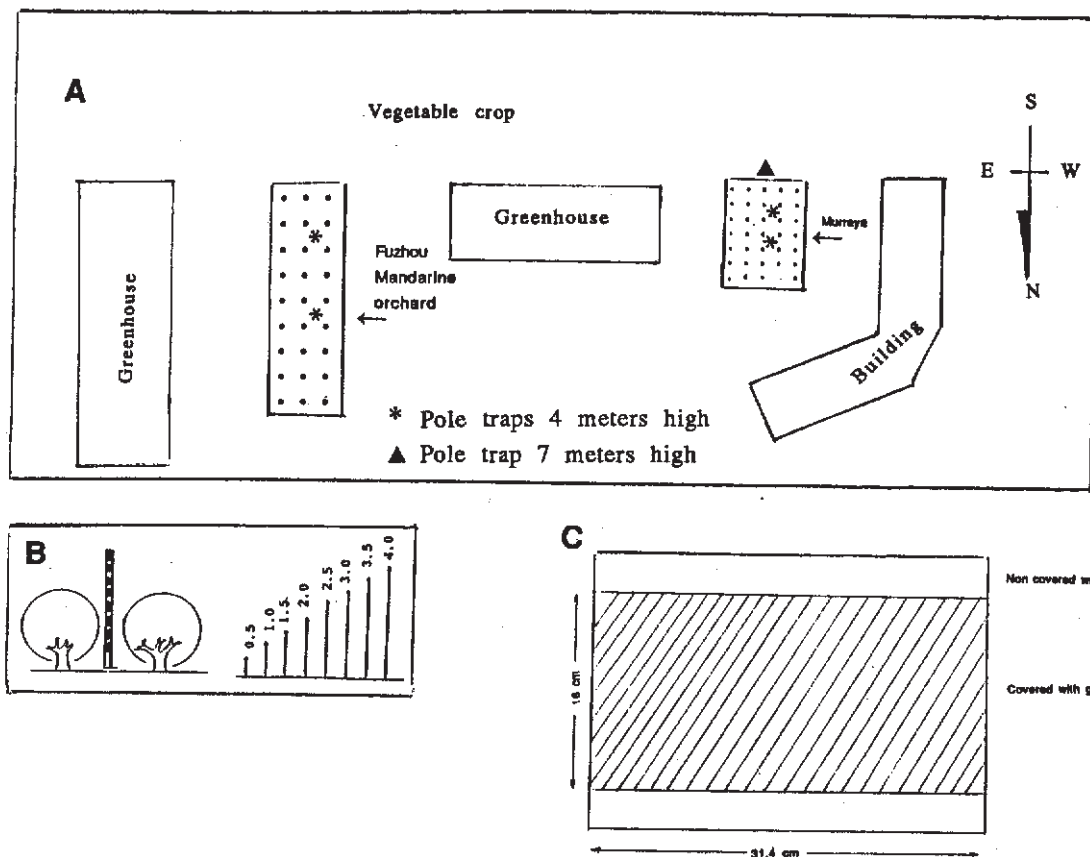 A
Vegetable crop
S
E W
N
Greenhouse
Greenhouse
Fuzhou
Mandarine
orchard
Murraya
Building
* Pole traps 4 meters high
▲ Pole trap 7 meters high
B
0.5
1.0
1.5
2.0
2.5
3.0
3.5
4.0
C
Non covered
16 cm
Covered with
31.4 cm